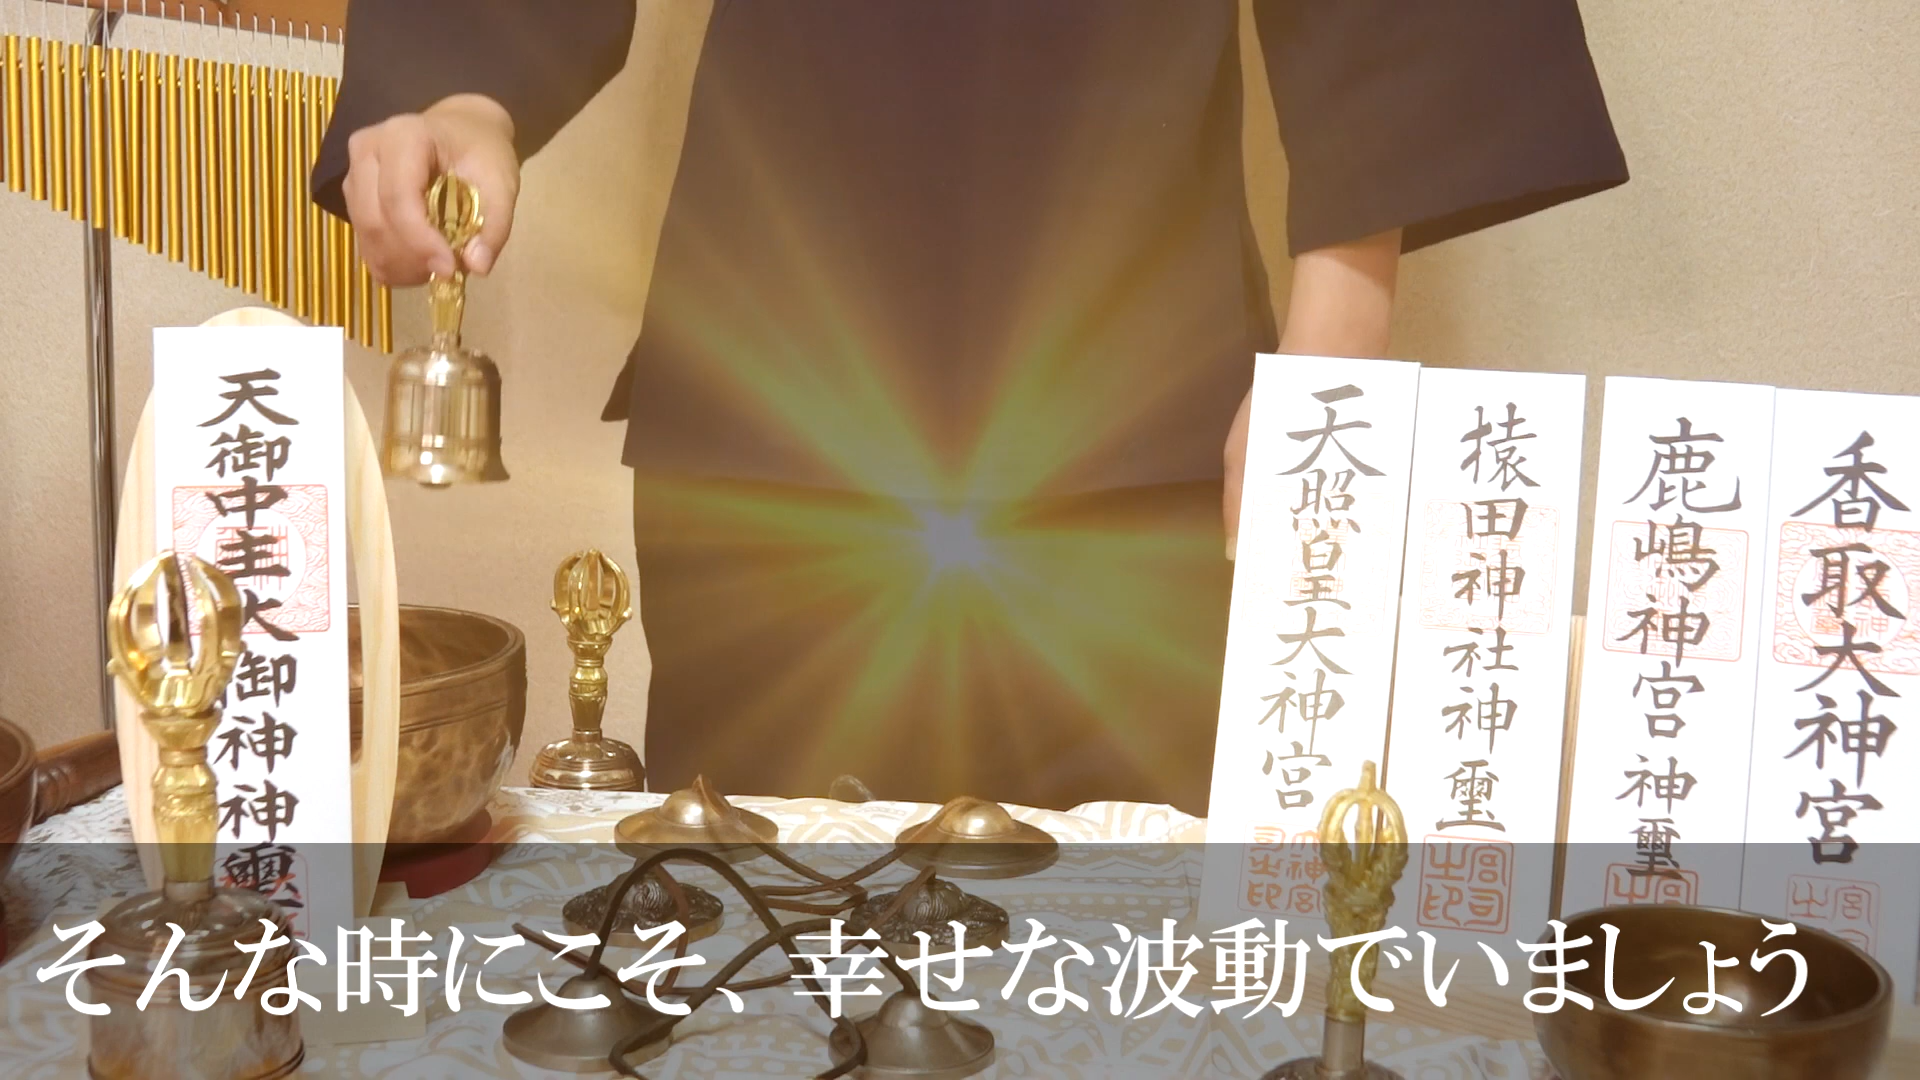 天御中主大御神神璽
天照皇大神宮
猿田神社神璽
鹿嶋神宮神璽
香取大神宮
そんな時にこそ、幸せな波動でいましょう